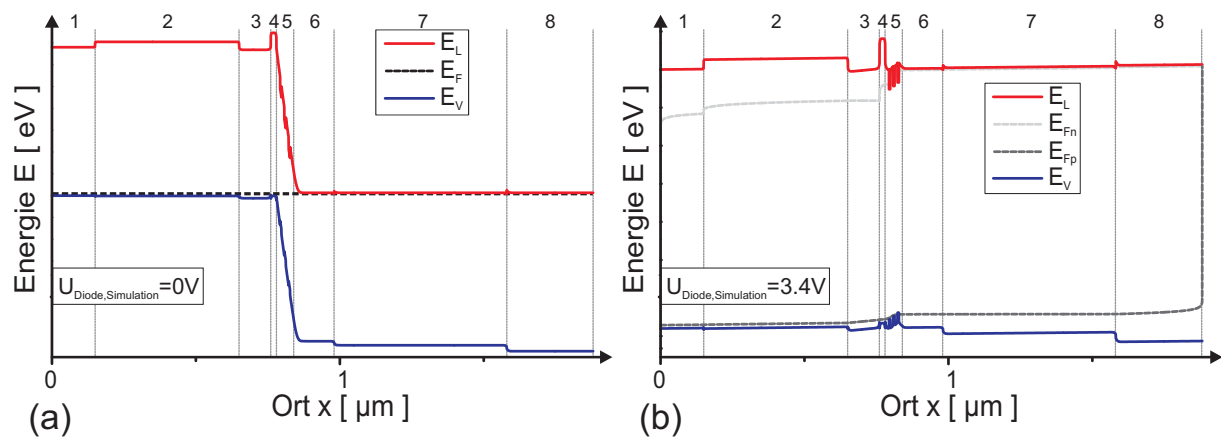 1 2 3 4 5 6 7 8
Energie E [ eV ]
E_L
E_F
E_V
U_Diode,Simulation=0V
0 1
(a) Ort x [ µm ]
1 2 3 4 5 6 7 8
Energie E [ eV ]
E_L
E_Fn
E_Fp
E_V
U_Diode,Simulation=3.4V
0 1
(b) Ort x [ µm ]